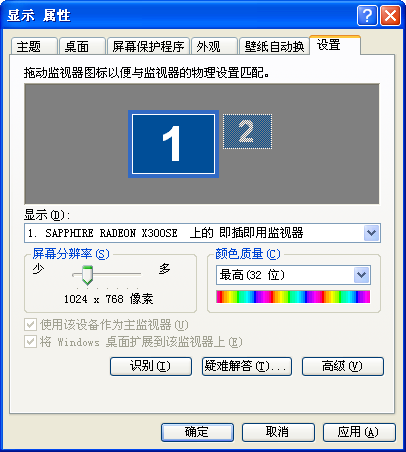 显示 属性
主题 桌面 屏幕保护程序 外观 壁纸自动换 设置
拖动监视器图标以便与监视器的物理设置匹配。
1 2
显示(D):
1. SAPPHIRE RADEON X300SE 上的 即插即用监视器
屏幕分辨率(S) 颜色质量(C)
少 多 最高(32 位)
1024 x 768 像素
使用该设备作为主监视器(U)
将 Windows 桌面扩展到该监视器上(E)
识别(I) 疑难解答(T)... 高级(V)
确定 取消 应用(A)